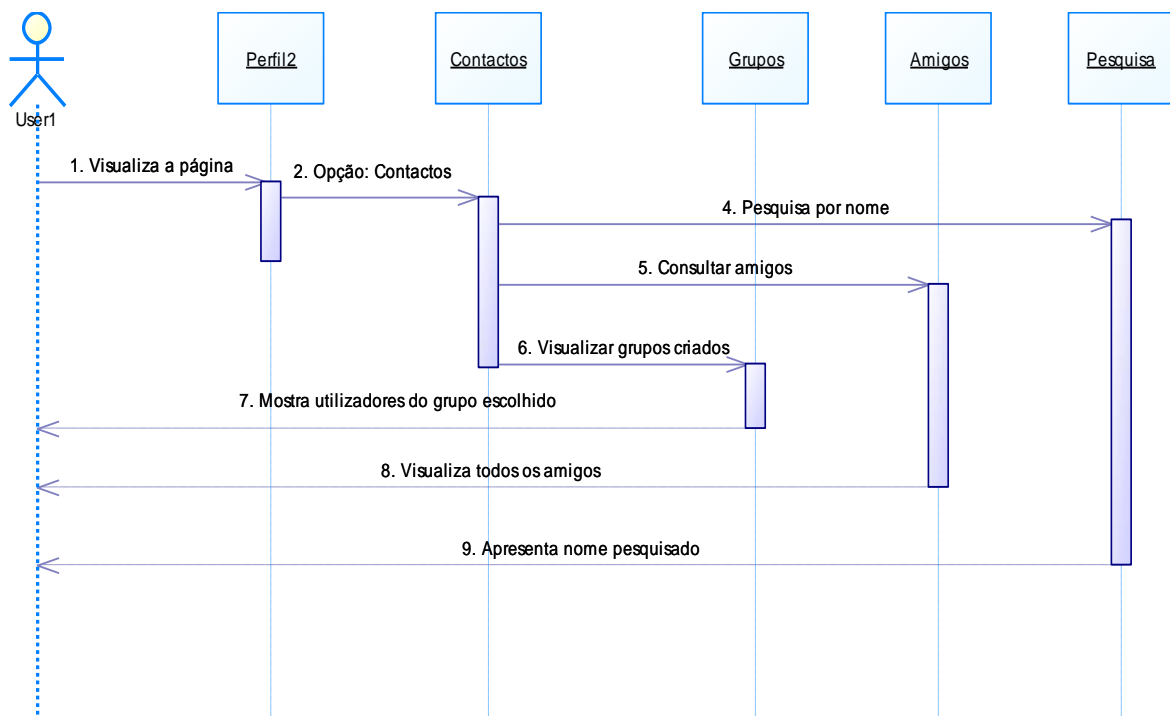 Perfil2
Contactos
Grupos
Amigos
Pesquisa
User1
1. Visualiza a página
2. Opção: Contactos
4. Pesquisa por nome
5. Consultar amigos
6. Visualizar grupos criados
7. Mostra utilizadores do grupo escolhido
8. Visualiza todos os amigos
9. Apresenta nome pesquisado